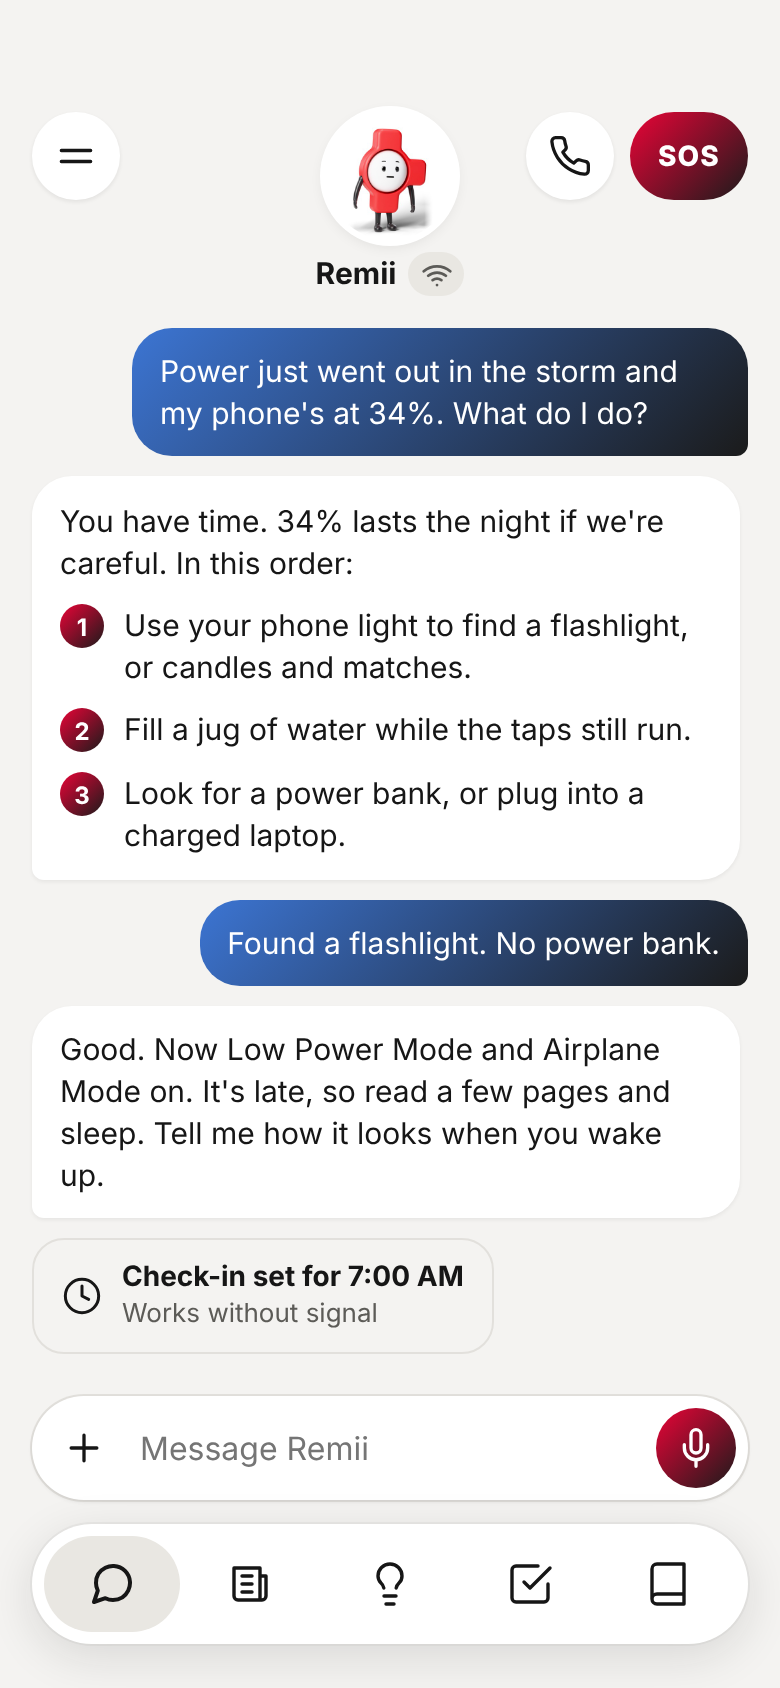 SOS
Remii
Power just went out in the storm and
my phone's at 34%. What do I do?
You have time. 34% lasts the night if we're
careful. In this order:
1 Use your phone light to find a flashlight,
or candles and matches.
2 Fill a jug of water while the taps still run.
3 Look for a power bank, or plug into a
charged laptop.
Found a flashlight. No power bank.
Good. Now Low Power Mode and Airplane
Mode on. It's late, so read a few pages and
sleep. Tell me how it looks when you wake
up.
Check-in set for 7:00 AM
Works without signal
Message Remii